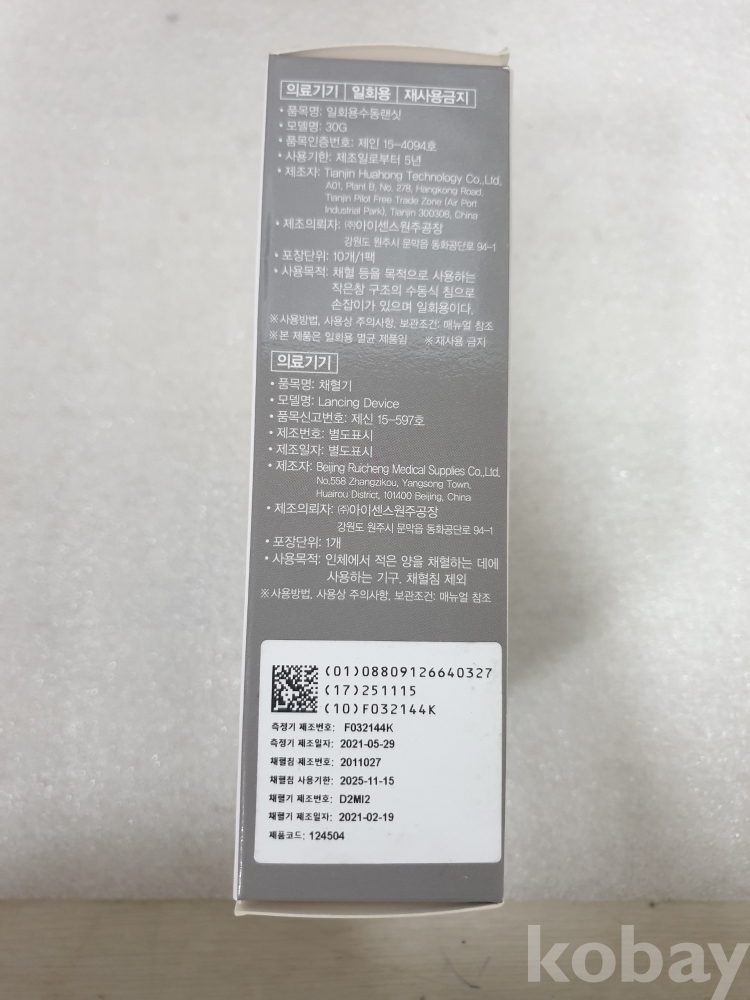 의료기기 일회용 재사용금지
• 품목명: 일회용수동랜싯
• 모델명: 30G
• 품목인증번호: 제인 15-4094호
• 사용기한: 제조일로부터 5년
• 제조자: Tianjin Huahong Technology Co.,Ltd.
A01, Plant B, No. 278, Hangkong Road,
Tianjin Pilot Free Trade Zone (Air Port
Industrial Park), Tianjin 300308, China
• 제조의뢰자: ㈜아이센스원주공장
강원도 원주시 문막읍 동화공단로 94-1
• 포장단위: 10개/1팩
• 사용목적: 채혈 등을 목적으로 사용하는
작은참 구조의 수동식 침으로
손잡이가 있으며 일회용이다.
※ 사용방법, 사용상 주의사항, 보관조건: 매뉴얼 참조
※ 본 제품은 일회용 멸균 제품임 ※ 재사용 금지
의료기기
• 품목명: 채혈기
• 모델명: Lancing Device
• 품목신고번호: 제신 15-597호
• 제조번호: 별도표시
• 제조일자: 별도표시
• 제조자: Beijing Ruicheng Medical Supplies Co.,Ltd.
No.558 Zhangzikou, Yangsong Town,
Huairou District, 101400 Beijing, China
• 제조의뢰자: ㈜아이센스원주공장
강원도 원주시 문막읍 동화공단로 94-1
• 포장단위: 1개
• 사용목적: 인체에서 적은 양을 채혈하는 데에
사용하는 기구. 채혈침 제외
※ 사용방법, 사용상 주의사항, 보관조건: 매뉴얼 참조
(01)08809126640327
(17)251115
(10)F032144K
측정기 제조번호: F032144K
측정기 제조일자: 2021-05-29
채혈침 제조번호: 2011027
채혈침 사용기한: 2025-11-15
채혈기 제조번호: D2MI2
채혈기 제조일자: 2021-02-19
제품코드: 124504
kobay